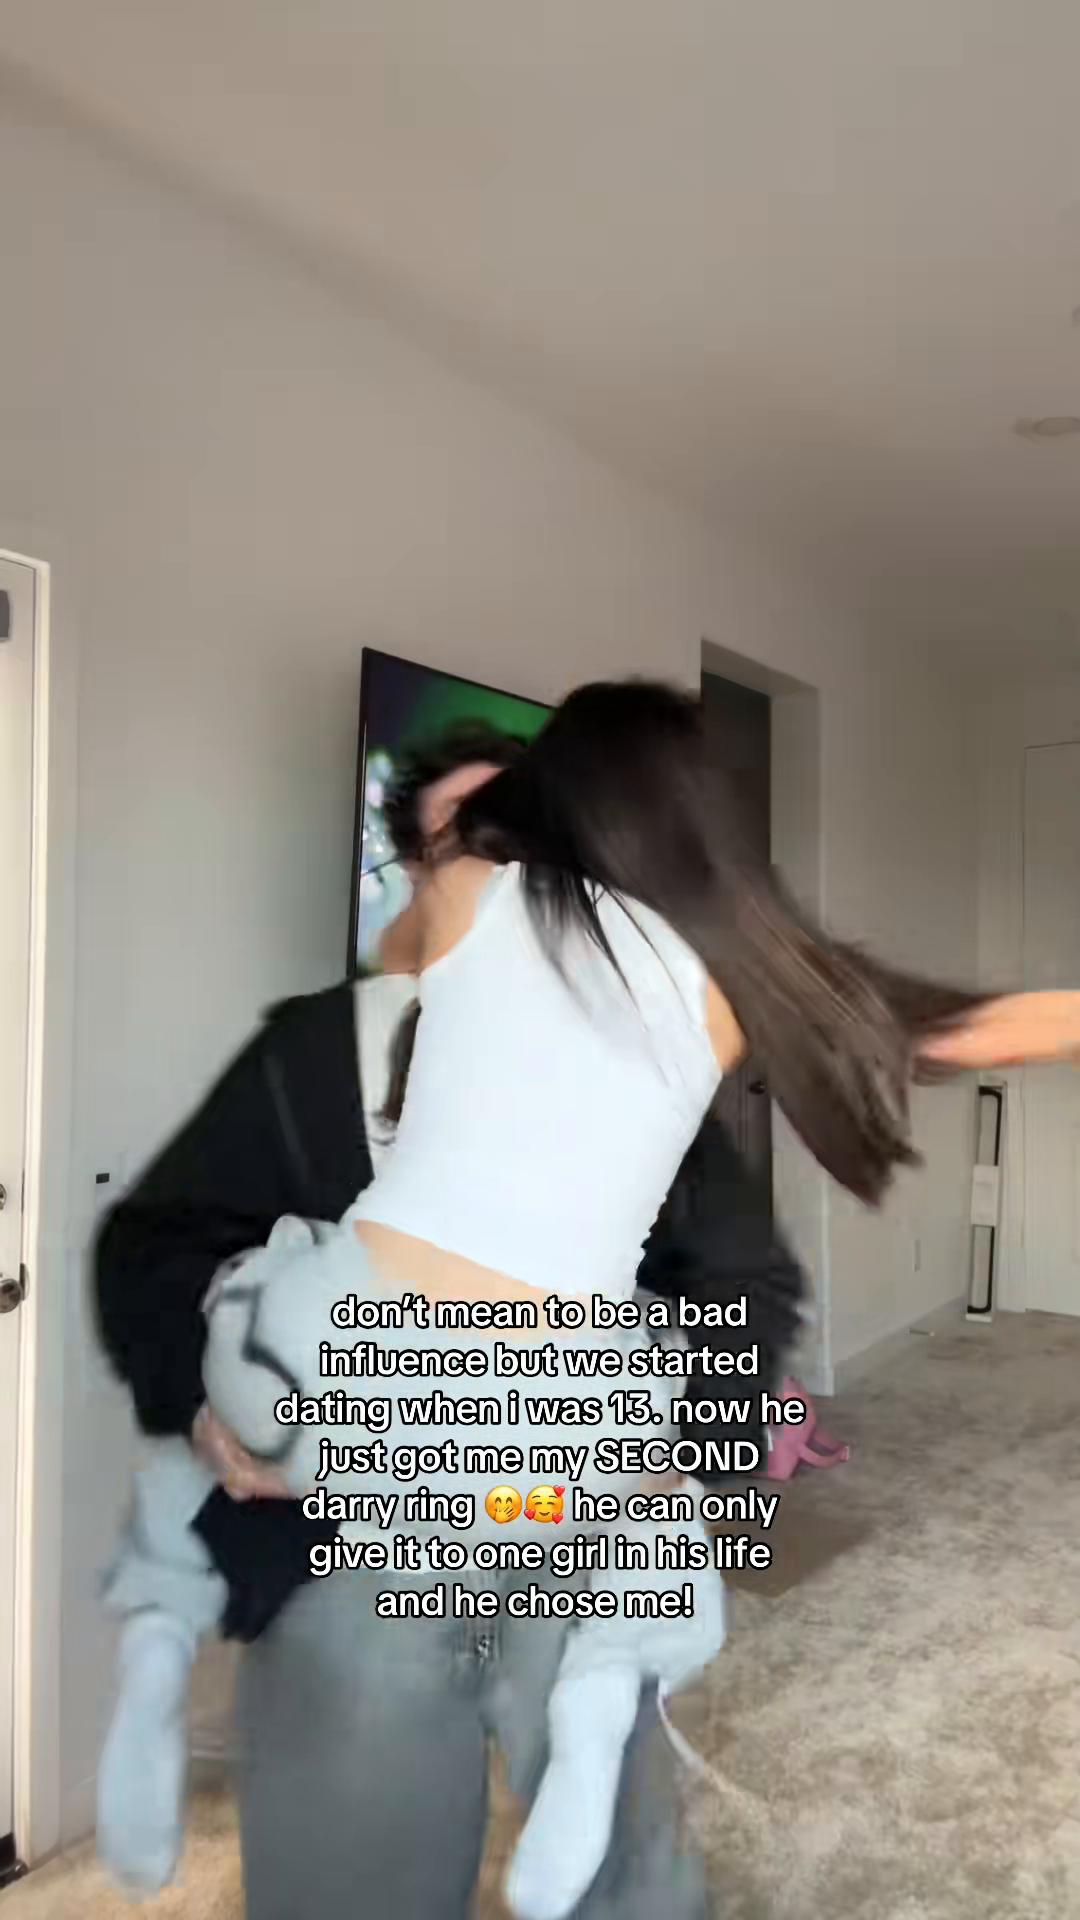 don’t mean to be a bad
influence but we started
dating when i was 13. now he
just got me my SECOND
darry ring 🤭🥰 he can only
give it to one girl in his life
and he chose me!